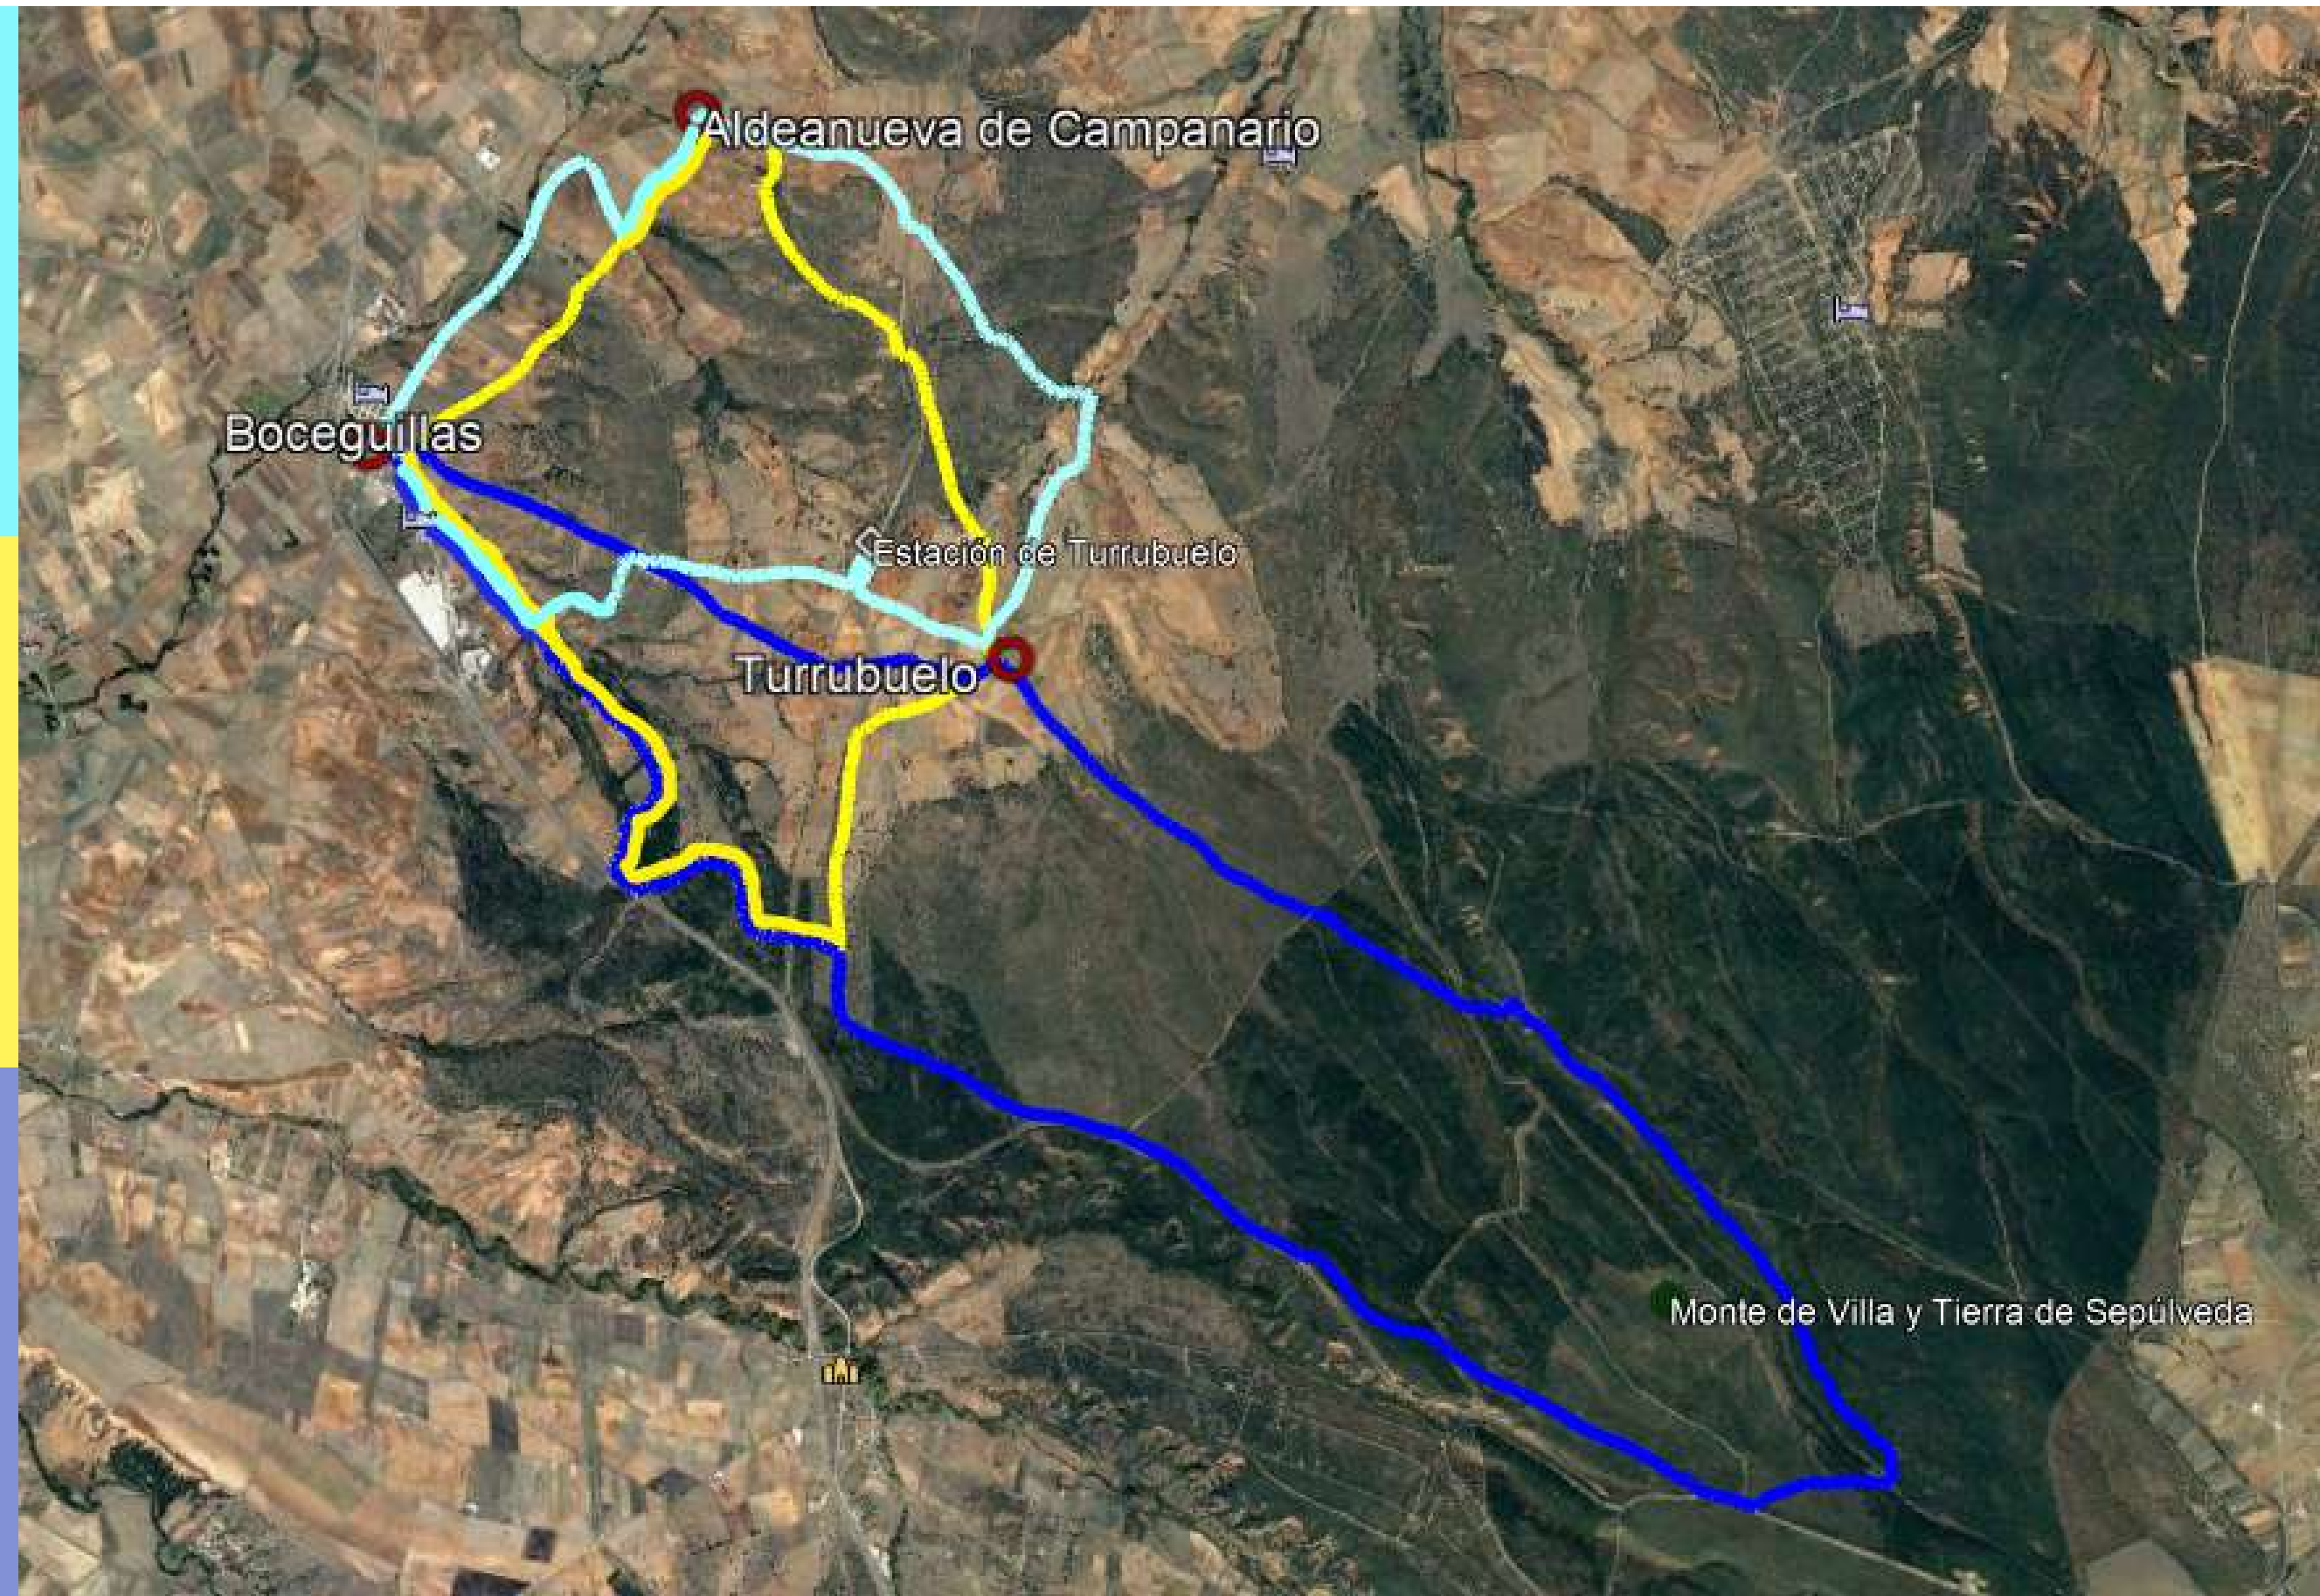 Aldeanueva de Campanario
Boceguillas
Estación de Turrubuelo
Turrubuelo
Monte de Villa y Tierra de Sepúlveda